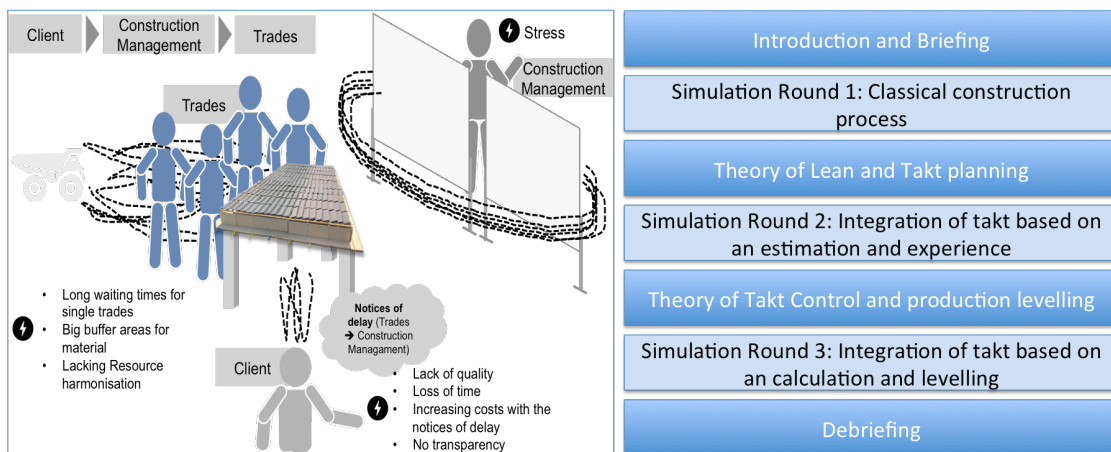 Client
Construction
Management
Trades
Stress
Construction
Management
Trades
• Long waiting times for
single trades
• Big buffer areas for
material
• Lacking Resource
harmonisation
Notices of
delay (Trades
➔ Construction
Managament)
Client
• Lack of quality
• Loss of time
• Increasing costs with the
notices of delay
• No transparency
Introduction and Briefing
Simulation Round 1: Classical construction
process
Theory of Lean and Takt planning
Simulation Round 2: Integration of takt based on
an estimation and experience
Theory of Takt Control and production levelling
Simulation Round 3: Integration of takt based on
an calculation and levelling
Debriefing